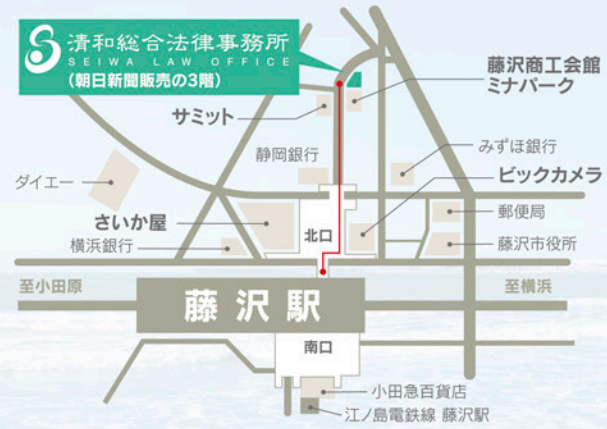 清和総合法律事務所
SEIWA LAW OFFICE
(朝日新聞販売の3階)
藤沢商工会館
ミナパーク
サミット
静岡銀行
みずほ銀行
ビックカメラ
ダイエー
さいか屋
横浜銀行
北口
郵便局
藤沢市役所
至小田原
藤沢駅
至横浜
南口
小田急百貨店
江ノ島電鉄線 藤沢駅